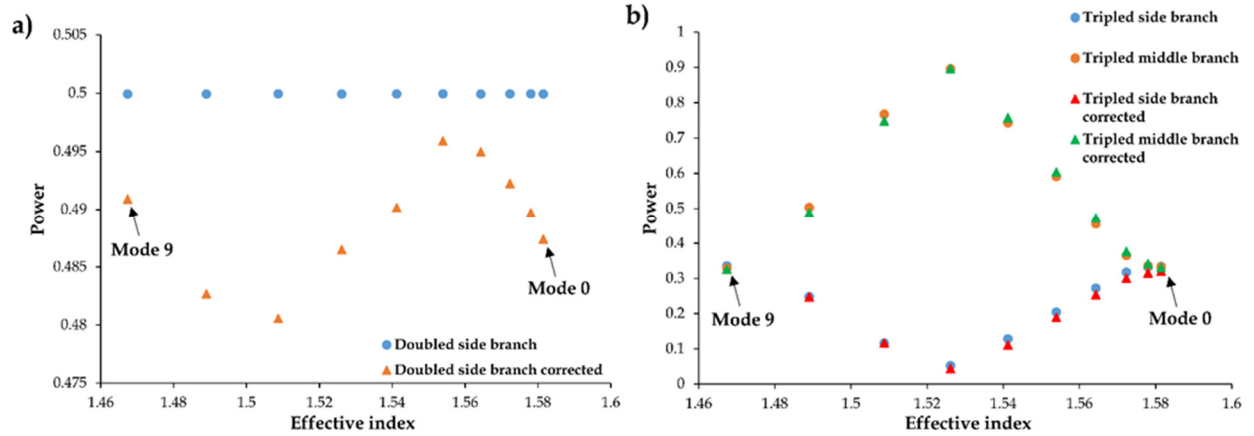 a)
0.505
0.5
0.495
0.49
0.485
0.48
0.475
Power
Mode 9
Mode 0
Doubled side branch
Doubled side branch corrected
1.46 1.48 1.5 1.52 1.54 1.56 1.58 1.6
Effective index
b)
1
0.9
0.8
0.7
0.6
0.5
0.4
0.3
0.2
0.1
0
Power
Tripled side branch
Tripled middle branch
Tripled side branch
corrected
Tripled middle branch
corrected
Mode 9
Mode 0
1.46 1.48 1.5 1.52 1.54 1.56 1.58 1.6
Effective index